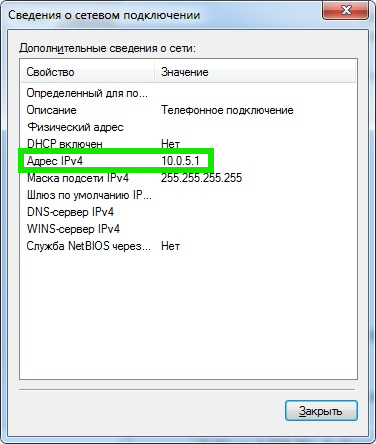 Сведения о сетевом подключении
Дополнительные сведения о сети:
Свойство Значение
Определенный для по...
Описание Телефонное подключение
Физический адрес
DHCP включен Нет
Адрес IPv4 10.0.5.1
Маска подсети IPv4 255.255.255.255
Шлюз по умолчанию IP...
DNS-сервер IPv4
WINS-сервер IPv4
Служба NetBIOS через... Нет
Закрыть